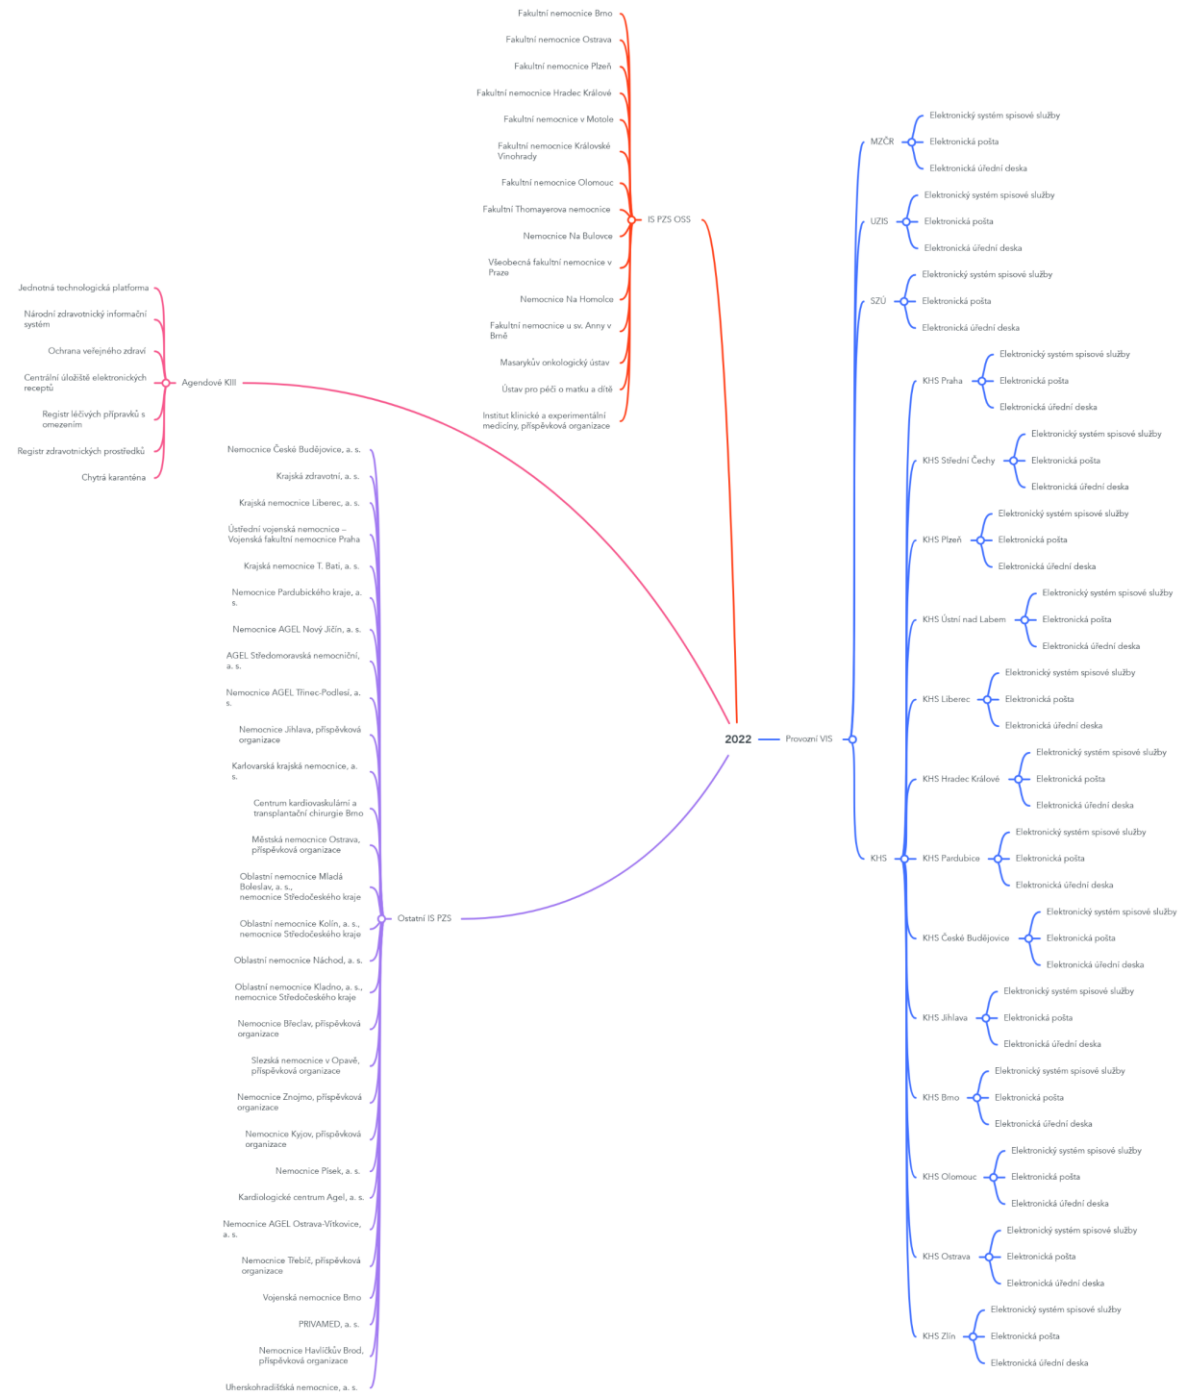 Fakultní nemocnice Brno
Fakultní nemocnice Ostrava
Fakultní nemocnice Plzeň
Fakultní nemocnice Hradec Králové
Fakultní nemocnice v Motole
Fakultní nemocnice Královské
Vinohrady
Fakultní nemocnice Olomouc
Fakultní Thomayerova nemocnice
Nemocnice Na Bulovce
Všeobecná fakultní nemocnice v
Praze
Nemocnice Na Homolce
Fakultní nemocnice u sv. Anny v
Brně
Masarykův onkologický ústav
Ústav pro péči o matku a dítě
Institut klinické a experimentální
medicíny, příspěvková organizace
IS PZS OSS
Jednotná technologická platforma
Národní zdravotnický informační
systém
Ochrana veřejného zdraví
Centrální úložiště elektronických
receptů
Registr léčivých přípravků s
omezením
Registr zdravotnických prostředků
Chytrá karanténa
Agendové KIII
Nemocnice České Budějovice, a. s.
Krajská zdravotní, a. s.
Krajská nemocnice Liberec, a. s.
Ústřední vojenská nemocnice –
Vojenská fakultní nemocnice Praha
Krajská nemocnice T. Bati, a. s.
Nemocnice Pardubického kraje, a.
s.
Nemocnice AGEL Nový Jičín, a. s.
AGEL Středomoravská nemocniční,
a. s.
Nemocnice AGEL Třinec-Podlesí, a.
s.
Nemocnice Jihlava, příspěvková
organizace
Karlovarská krajská nemocnice, a.
s.
Centrum kardiovaskulární a
transplantační chirurgie Brno
Městská nemocnice Ostrava,
příspěvková organizace
Oblastní nemocnice Mladá
Boleslav, a. s.,
nemocnice Středočeského kraje
Oblastní nemocnice Kolín, a. s.,
nemocnice Středočeského kraje
Oblastní nemocnice Náchod, a. s.
Oblastní nemocnice Kladno, a. s.,
nemocnice Středočeského kraje
Nemocnice Břeclav, příspěvková
organizace
Slezská nemocnice v Opavě,
příspěvková organizace
Nemocnice Znojmo, příspěvková
organizace
Nemocnice Kyjov, příspěvková
organizace
Nemocnice Písek, a. s.
Kardiologické centrum Agel, a. s.
Nemocnice AGEL Ostrava-Vítkovice,
a. s.
Nemocnice Třebíč, příspěvková
organizace
Vojenská nemocnice Brno
PRIVAMED, a. s.
Nemocnice Havlíčkův Brod,
příspěvková organizace
Uherskohradišťská nemocnice, a. s.
Ostatní IS PZS
2022
Provozní VIS
MZČR
Elektronický systém spisové služby
Elektronická pošta
Elektronická úřední deska
UZIS
Elektronický systém spisové služby
Elektronická pošta
Elektronická úřední deska
SZÚ
Elektronický systém spisové služby
Elektronická pošta
Elektronická úřední deska
KHS
KHS Praha
Elektronický systém spisové služby
Elektronická pošta
Elektronická úřední deska
KHS Střední Čechy
Elektronický systém spisové služby
Elektronická pošta
Elektronická úřední deska
KHS Plzeň
Elektronický systém spisové služby
Elektronická pošta
Elektronická úřední deska
KHS Ústní nad Labem
Elektronický systém spisové služby
Elektronická pošta
Elektronická úřední deska
KHS Liberec
Elektronický systém spisové služby
Elektronická pošta
Elektronická úřední deska
KHS Hradec Králové
Elektronický systém spisové služby
Elektronická pošta
Elektronická úřední deska
KHS Pardubice
Elektronický systém spisové služby
Elektronická pošta
Elektronická úřední deska
KHS České Budějovice
Elektronický systém spisové služby
Elektronická pošta
Elektronická úřední deska
KHS Jihlava
Elektronický systém spisové služby
Elektronická pošta
Elektronická úřední deska
KHS Brno
Elektronický systém spisové služby
Elektronická pošta
Elektronická úřední deska
KHS Olomouc
Elektronický systém spisové služby
Elektronická pošta
Elektronická úřední deska
KHS Ostrava
Elektronický systém spisové služby
Elektronická pošta
Elektronická úřední deska
KHS Zlín
Elektronický systém spisové služby
Elektronická pošta
Elektronická úřední deska